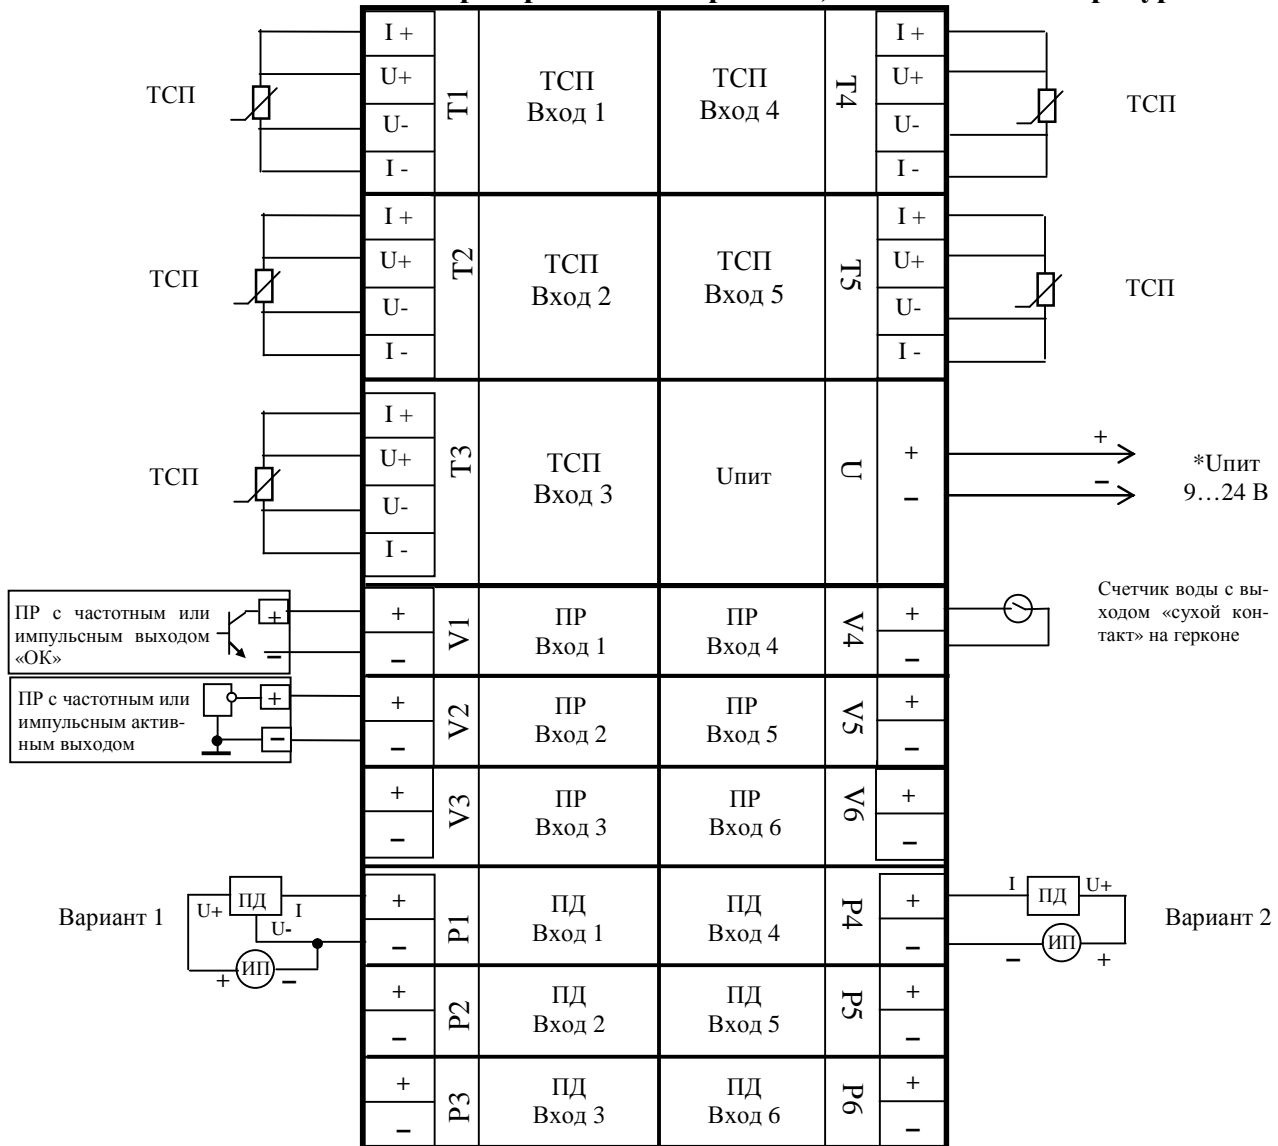 I +
U+
U-
I -
T1
ТСП
Вход 1
ТСП
Вход 4
T4
I +
U+
U-
I -
ТСП
ТСП
I +
U+
U-
I -
T2
ТСП
Вход 2
ТСП
Вход 5
T5
I +
U+
U-
I -
ТСП
ТСП
I +
U+
U-
I -
T3
ТСП
Вход 3
Uпит
U
+
–
+
–
*Uпит
9…24 В
ТСП
ПР с частотным или
импульсным выходом
«ОК»
+
–
+
–
V1
ПР
Вход 1
ПР
Вход 4
V4
+
–
Счетчик воды с вы-
ходом «сухой кон-
такт» на герконе
ПР с частотным или
импульсным актив-
ным выходом
+
–
+
–
V2
ПР
Вход 2
ПР
Вход 5
V5
+
–
+
–
V3
ПР
Вход 3
ПР
Вход 6
V6
+
–
Вариант 1
U+
ПД
I
U-
+
ИП
–
+
–
P1
ПД
Вход 1
ПД
Вход 4
P4
+
–
I
ПД
U+
–
ИП
+
Вариант 2
+
–
P2
ПД
Вход 2
ПД
Вход 5
P5
+
–
+
–
P3
ПД
Вход 3
ПД
Вход 6
P6
+
–